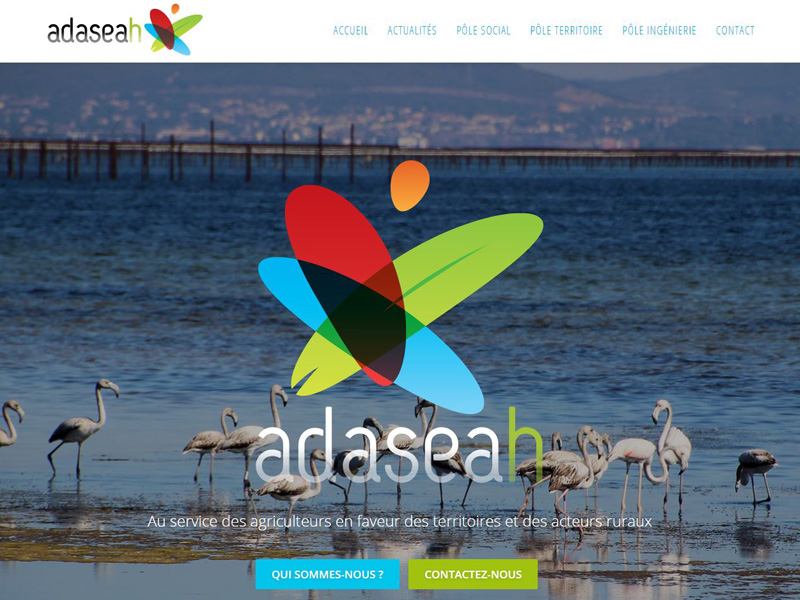 adaseah
ACCUEIL ACTUALITÉS PÔLE SOCIAL PÔLE TERRITOIRE PÔLE INGÉNIERIE CONTACT
adaseah
Au service des agriculteurs en faveur des territoires et des acteurs ruraux
QUI SOMMES-NOUS ? CONTACTEZ-NOUS